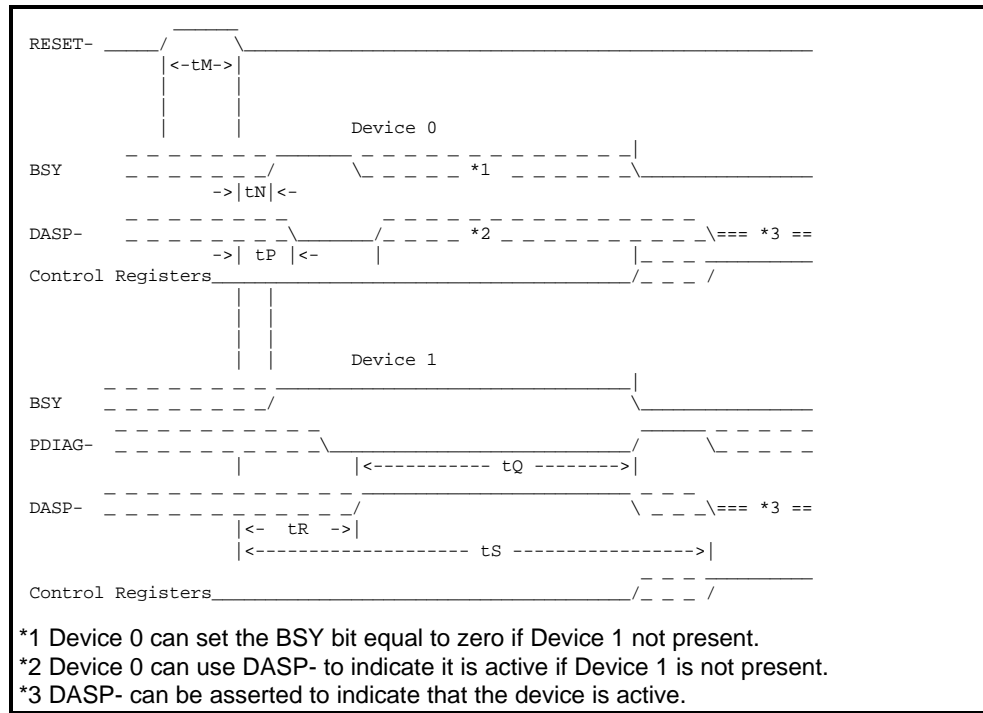 RESET-
|<-tM->|
Device 0
BSY *1
->|tN|<-
DASP- *2 === *3 ==
->| tP |<-
Control Registers
Device 1
BSY
PDIAG-
|<----------- tQ -------->|
DASP- === *3 ==
|<- tR ->|
|<-------------------- tS ----------------->|
Control Registers
*1 Device 0 can set the BSY bit equal to zero if Device 1 not present.
*2 Device 0 can use DASP- to indicate it is active if Device 1 is not present.
*3 DASP- can be asserted to indicate that the device is active.